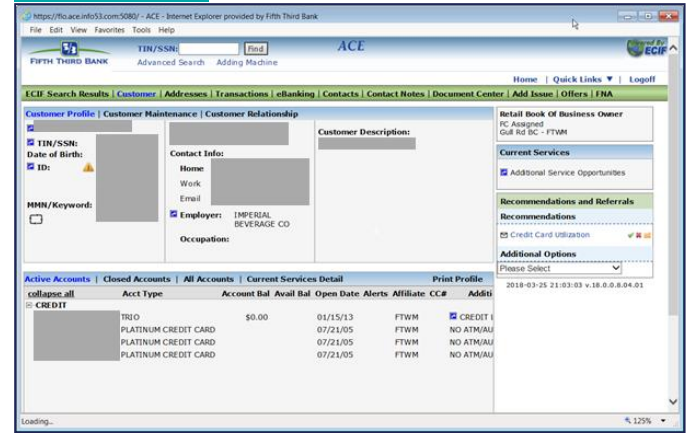 https://flo.ace.info53.com:5080/ - ACE - Internet Explorer provided by Fifth Third Bank
File Edit View Favorites Tools Help
FIFTH THIRD BANK
TIN/SSN: Find ACE
Advanced Search Adding Machine
Powered By ECIF
Home | Quick Links ▼ | Logoff
ECIF Search Results | Customer | Addresses | Transactions | eBanking | Contacts | Contact Notes | Document Center | Add Issue | Offers | FNA
Customer Profile | Customer Maintenance | Customer Relationship
TIN/SSN:
Date of Birth:
ID:
MMN/Keyword:
Contact Info:
Home
Work
Email
Employer: IMPERIAL
BEVERAGE CO
Occupation:
Customer Description:
Retail Book Of Business Owner
FC Assigned
Gull Rd BC - FTWM
Current Services
Additional Service Opportunities
Recommendations and Referrals
Recommendations
Credit Card Utilization
Additional Options
Please Select
2018-03-25 21:03:03 v.18.0.0.8.04.01
Active Accounts | Closed Accounts | All Accounts | Current Services Detail Print Profile
collapse all Acct Type Account Bal Avail Bal Open Date Alerts Affiliate CC# Additi
CREDIT
TRIO $0.00 01/15/13 FTWM CREDIT
PLATINUM CREDIT CARD 07/21/05 FTWM NO ATM/AU
PLATINUM CREDIT CARD 07/21/05 FTWM NO ATM/AU
PLATINUM CREDIT CARD 07/21/05 FTWM NO ATM/AU
Loading...
125%